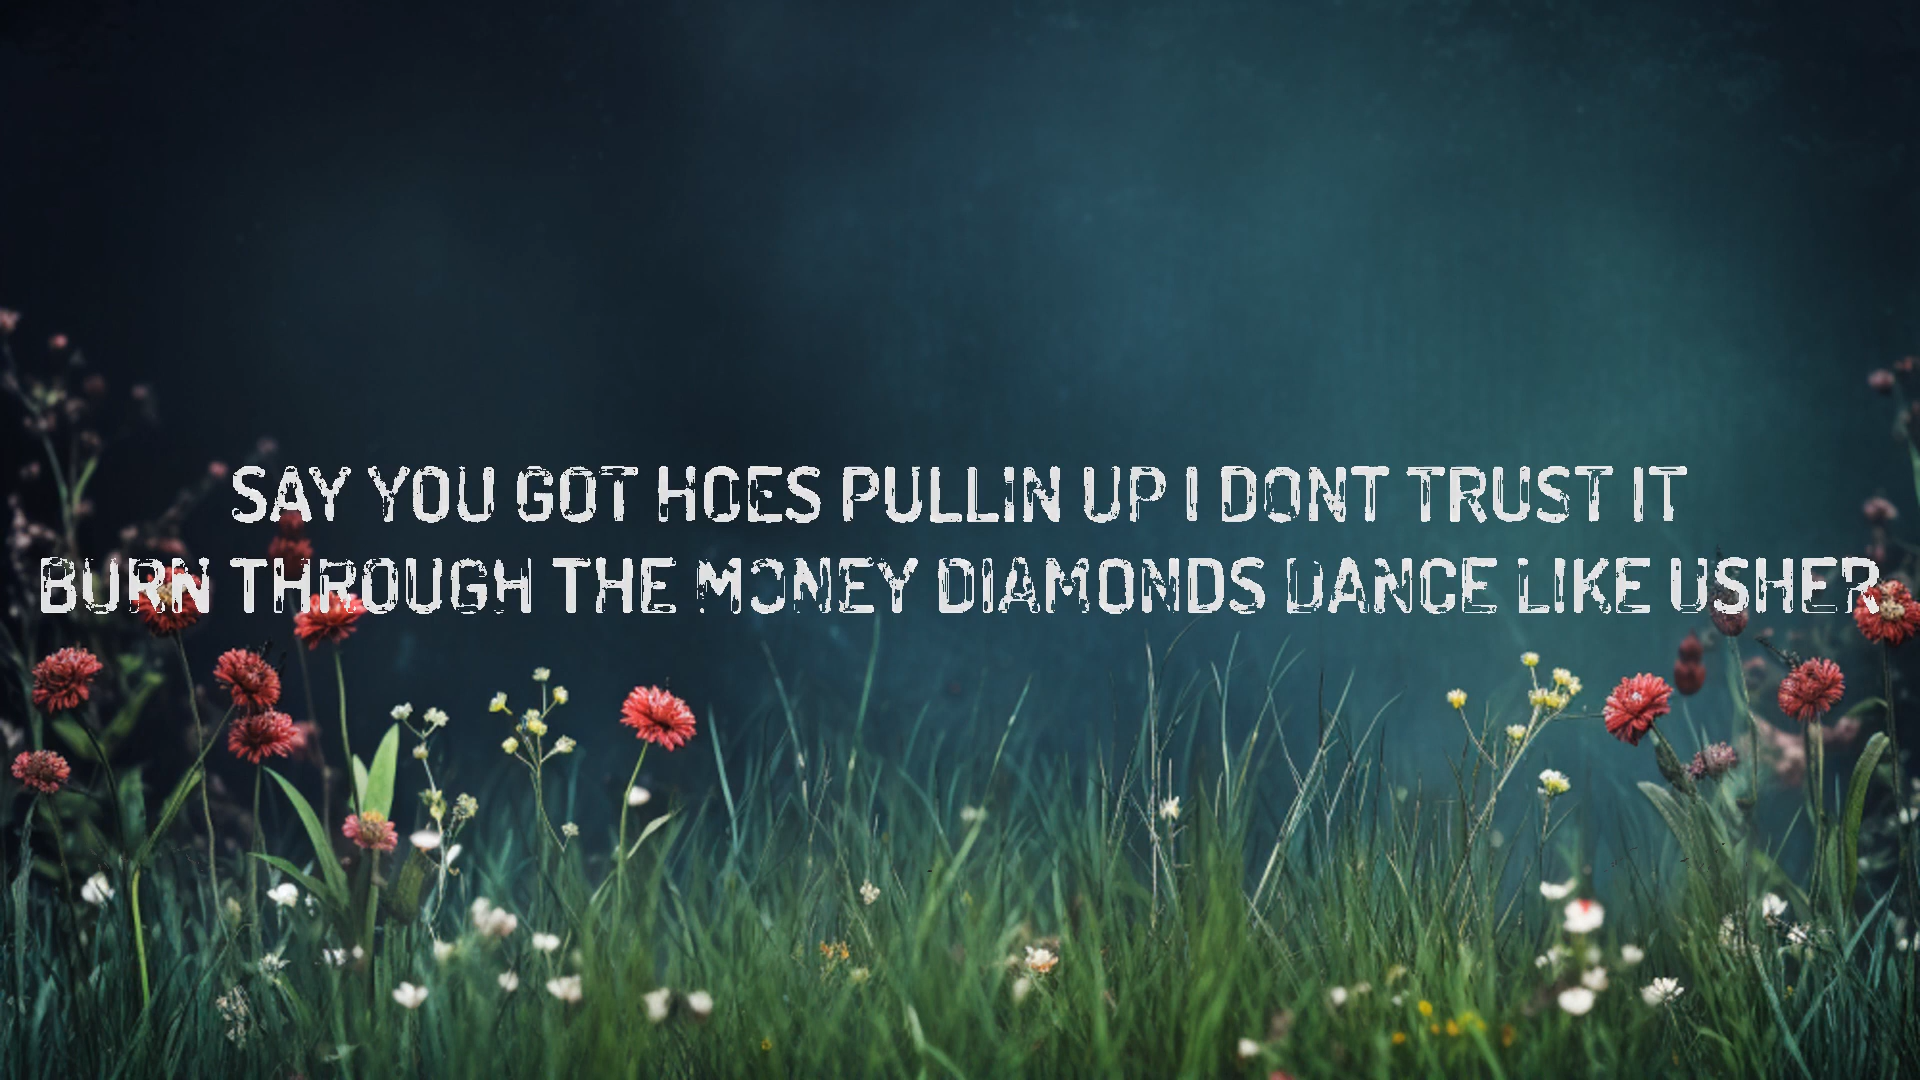 SAY YOU GOT HOES PULLIN UP I DONT TRUST IT
BURN THROUGH THE MONEY DIAMONDS DANCE LIKE USHER